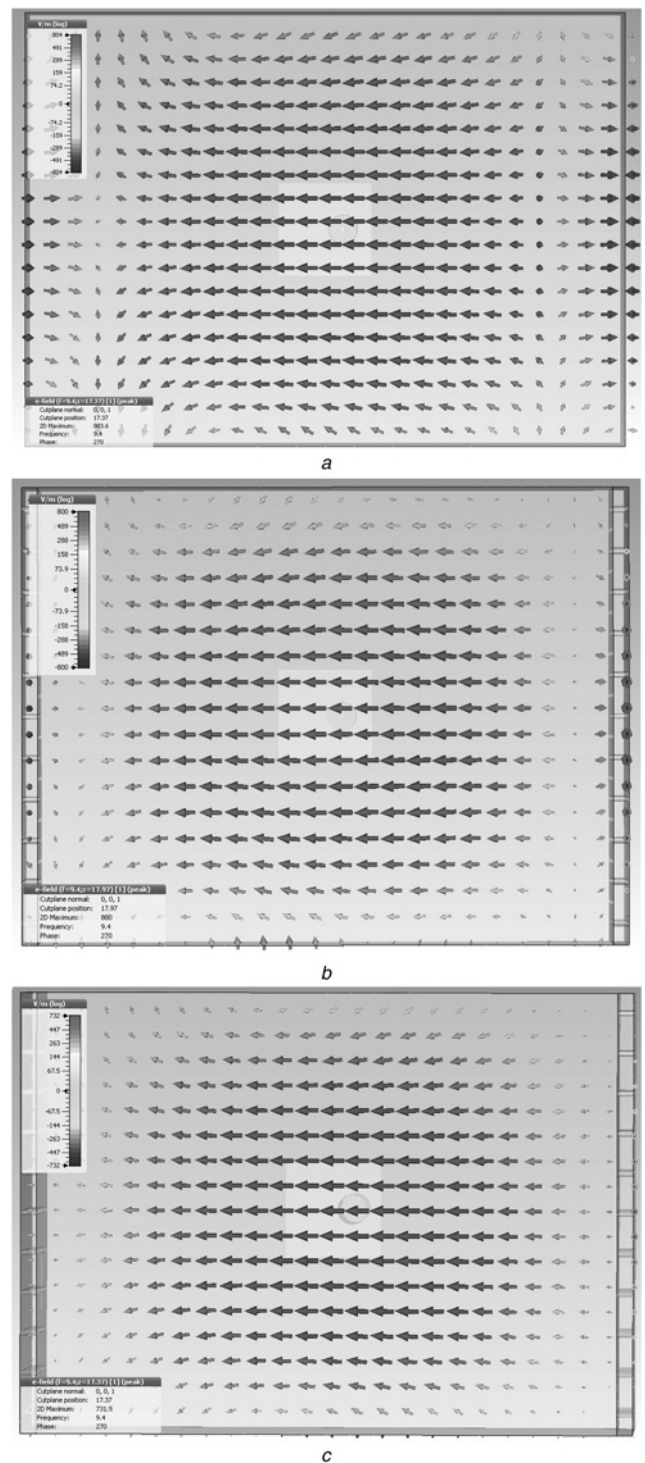 V/m (log)
804
491
289
159
74.2
0
-74.2
-159
-289
-491
-804
e-field (f=9.4;z=17.37) [1] (peak)
Cutplane normal: 0, 0, 1
Cutplane position: 17.37
2D Maximum: 803.6
Frequency: 9.4
Phase: 270
a
V/m (log)
800
489
288
158
73.9
0
-73.9
-158
-288
-489
-800
e-field (f=9.4;z=17.97) [1] (peak)
Cutplane normal: 0, 0, 1
Cutplane position: 17.97
2D Maximum: 800
Frequency: 9.4
Phase: 270
b
V/m (log)
732
447
263
144
67.5
0
-67.5
-144
-263
-447
-732
e-field (f=9.4;z=17.37) [1] (peak)
Cutplane normal: 0, 0, 1
Cutplane position: 17.37
2D Maximum: 731.5
Frequency: 9.4
Phase: 270
c